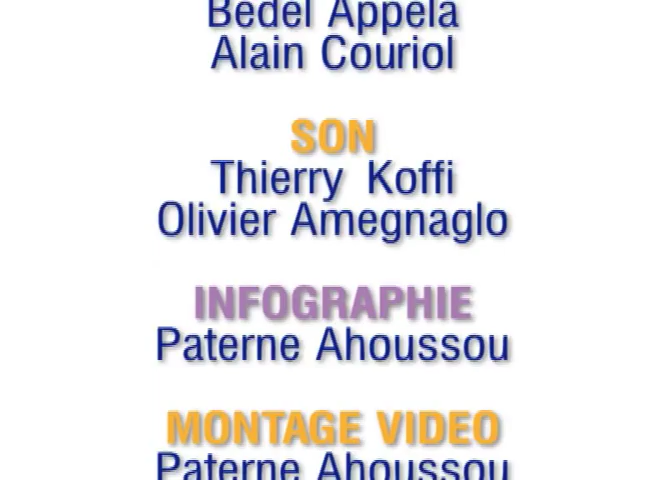 Bedel Appela
Alain Couriol
SON
Thierry Koffi
Olivier Amegnaglo
INFOGRAPHIE
Paterne Ahoussou
MONTAGE VIDEO
Paterne Ahoussou